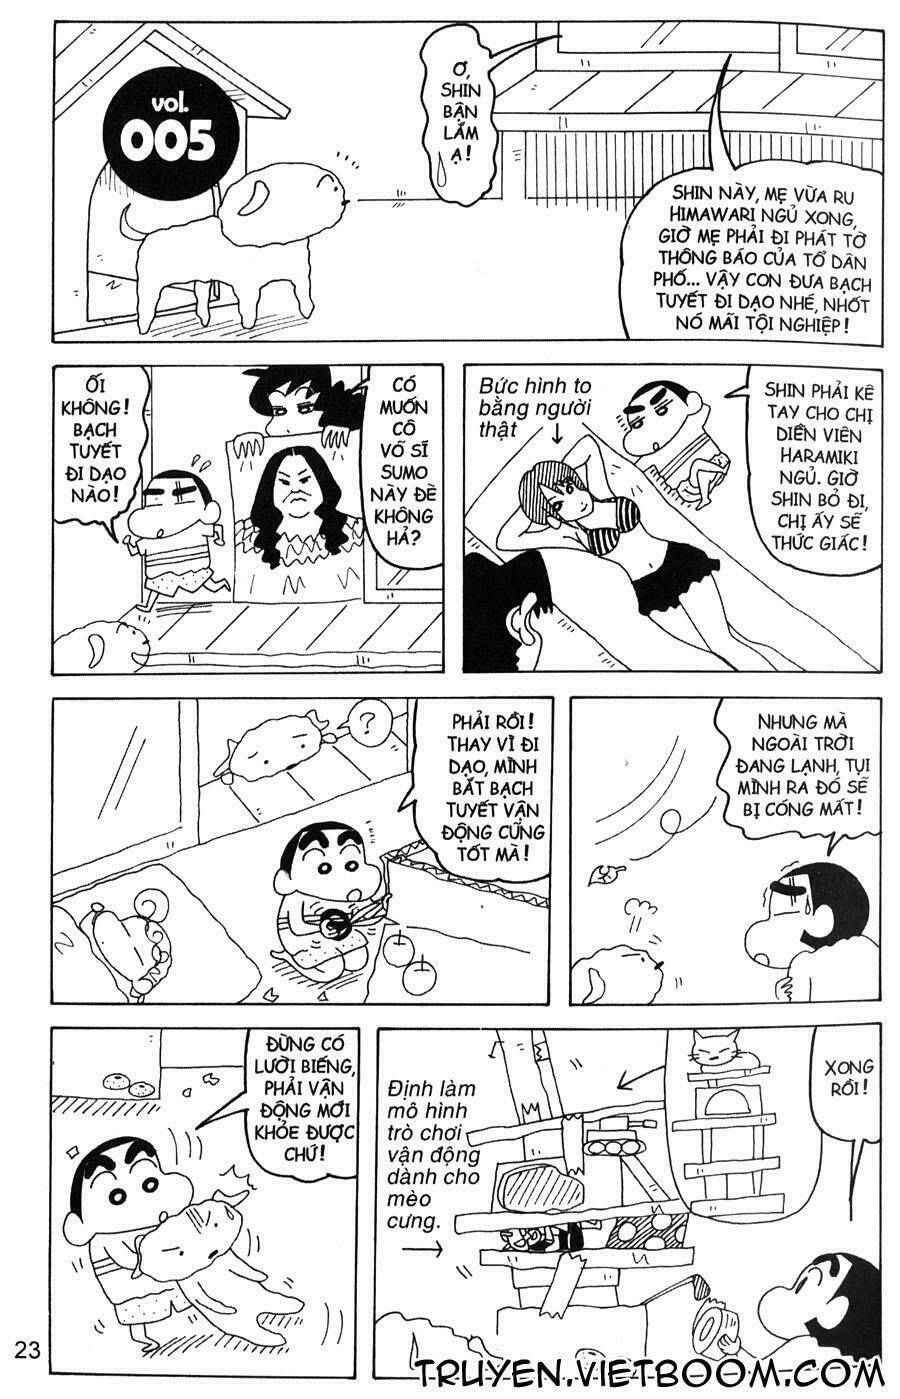 vol.
005
Ơ,
SHIN
BẬN
LẮM
Ạ!
SHIN NÀY, MẸ VỪA RU
HIMAWARI NGỦ XONG,
GIỜ MẸ PHẢI ĐI PHÁT TỜ
THÔNG BÁO CỦA TỔ DÂN
PHỐ... VẬY CON ĐƯA BẠCH
TUYẾT ĐI DẠO NHÉ, NHỐT
NÓ MÃI TỘI NGHIỆP!
ỐI
KHÔNG!
BẠCH
TUYẾT
ĐI DẠO
NÀO!
CÓ
MUỐN
CÔ
VÕ SĨ
SUMO
NÀY ĐÈ
KHÔNG
HẢ?
Bức hình to
bằng người
thật
SHIN PHẢI KÊ
TAY CHO CHỊ
DIỄN VIÊN
HARAMIKI
NGỦ. GIỜ
SHIN BỎ ĐI,
CHỊ ẤY SẼ
THỨC GIẤC!
?
PHẢI RỒI!
THAY VÌ ĐI
DẠO, MÌNH
BẮT BẠCH
TUYẾT VẬN
ĐỘNG CŨNG
TỐT MÀ!
NHƯNG MÀ
NGOÀI TRỜI
ĐANG LẠNH, TỤI
MÌNH RA ĐÓ SẼ
BỊ CÓNG MẤT!
ĐỪNG CÓ
LƯỜI BIẾNG,
PHẢI VẬN
ĐỘNG MỚI
KHỎE ĐƯỢC
CHỨ!
Định làm
mô hình
trò chơi
vận động
dành cho
mèo
cưng.
XONG
RỒI!
23
TRUYEN.VIETBOOM.COM